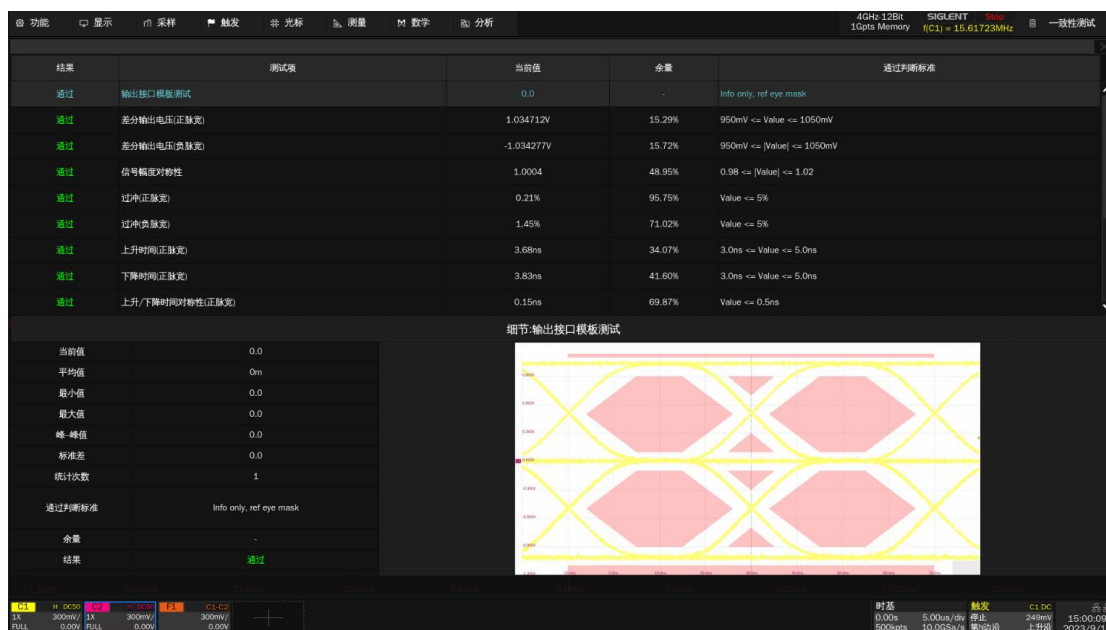 功能 显示 采样 触发 光标 测量 数学 分析 4GHz-12Bit SIGLENT Stop 一致性测试
1Gpts Memory f(C1) = 15.61723MHz
结果 测试项 当前值 余量 通过判断标准
通过 输出接口模板测试 0.0 - Info only, ref eye mask
通过 差分输出电压(正脉宽) 1.034712V 15.29% 950mV <= Value <= 1050mV
通过 差分输出电压(负脉宽) -1.034277V 15.72% 950mV <= |Value| <= 1050mV
通过 信号幅度对称性 1.0004 48.95% 0.98 <= |Value| <= 1.02
通过 过冲(正脉宽) 0.21% 95.75% Value <= 5%
通过 过冲(负脉宽) 1.45% 71.02% Value <= 5%
通过 上升时间(正脉宽) 3.68ns 34.07% 3.0ns <= Value <= 5.0ns
通过 下降时间(正脉宽) 3.83ns 41.60% 3.0ns <= Value <= 5.0ns
通过 上升/下降时间对称性(正脉宽) 0.15ns 69.87% Value <= 0.5ns
细节:输出接口模板测试
当前值 0.0
平均值 0m
最小值 0.0
最大值 0.0
峰-峰值 0.0
标准差 0.0
统计次数 1
通过判断标准 Info only, ref eye mask
余量 -
结果 通过
C1 H DC50 C2 H DC50 F1 C1-C2 时基 触发 C1 DC
1X 300mV/ 1X 300mV/ 300mV/ 0.00s 5.00us/div 停止 249mV 15:00:09
FULL 0.00V FULL 0.00V 0.00V 500kpts 10.0GSa/s 第N边沿 上升沿 2023/9/1